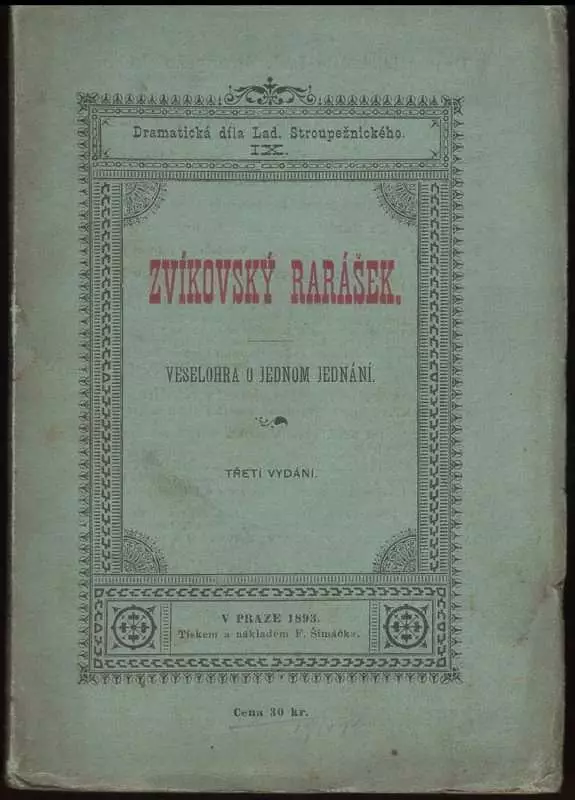 Dramatická díla Lad. Stroupežnického.
IX.
ZVÍKOVSKÝ RARÁŠEK.
VESELOHRA O JEDNOM JEDNÁNÍ.
TŘETÍ VYDÁNÍ.
V PRAZE 1893.
Tiskem a nákladem F. Šimáčka.
Cena 30 kr.